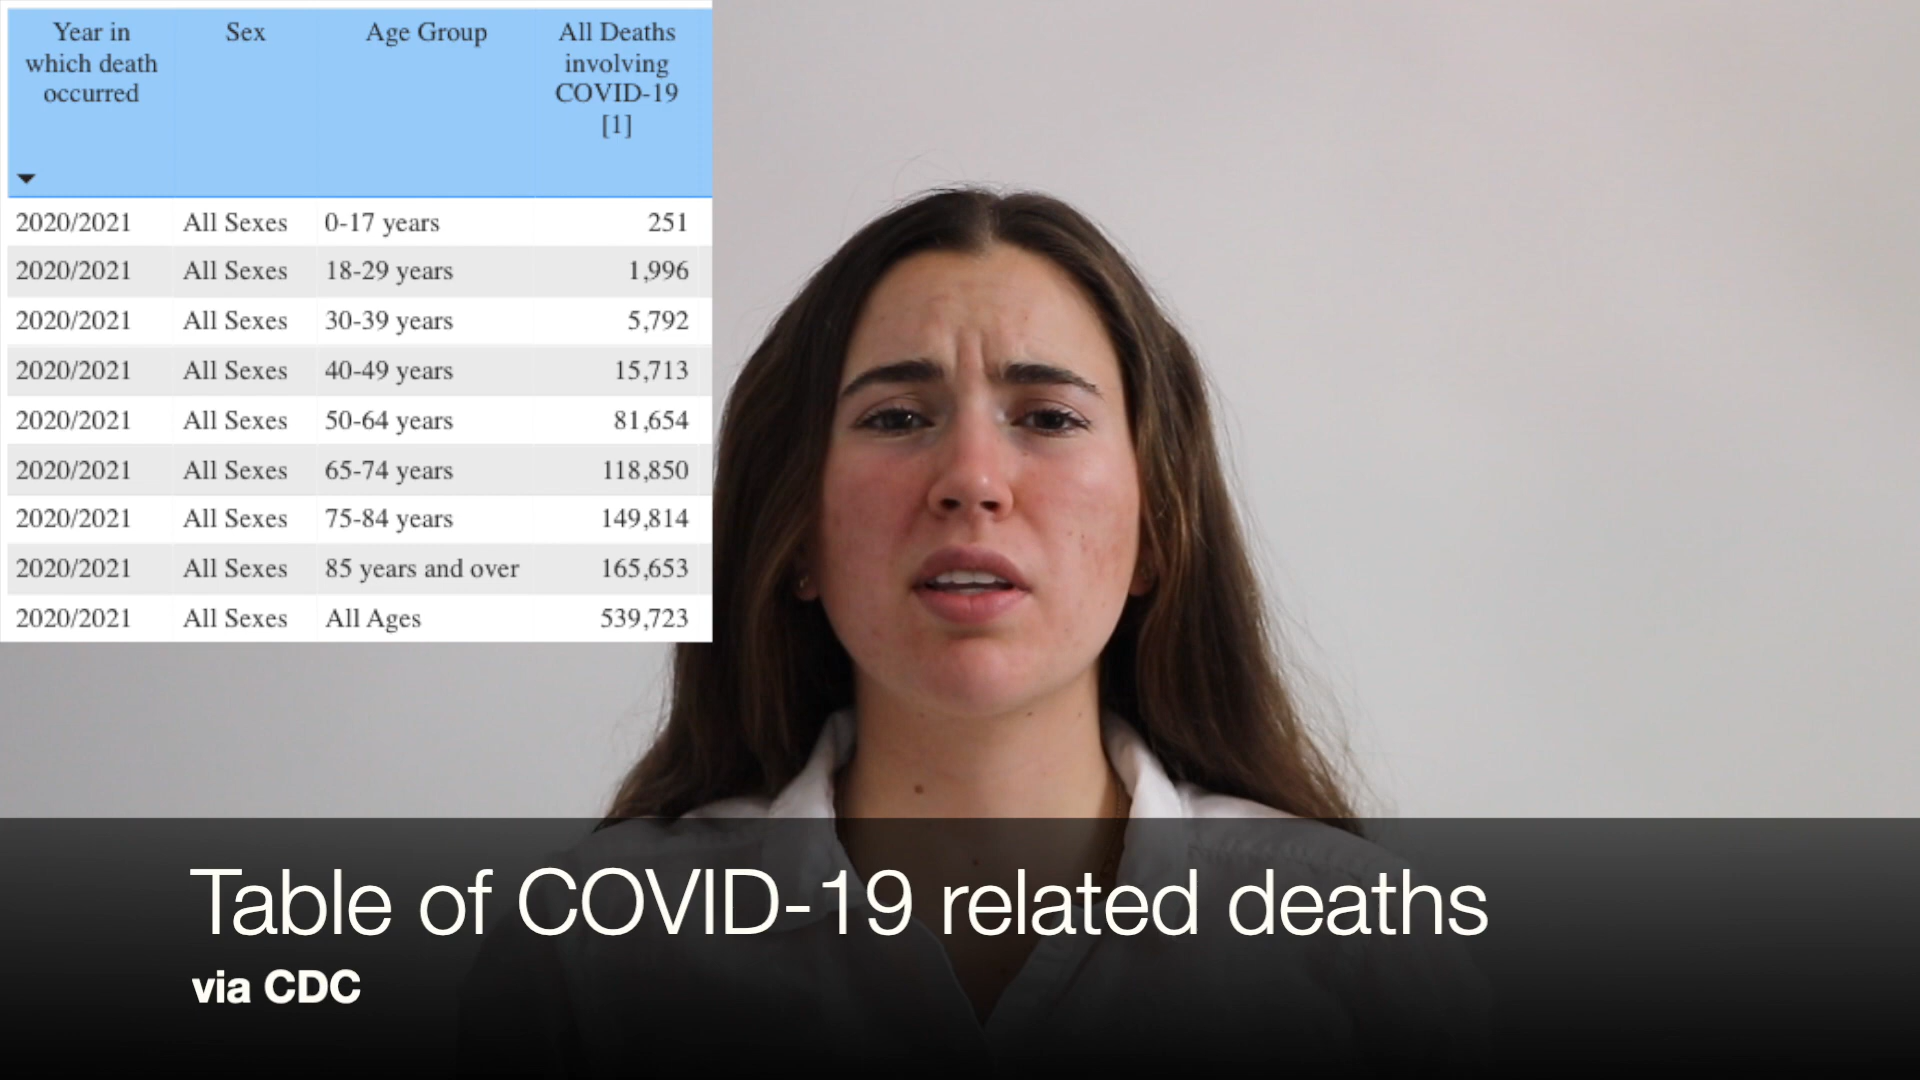 Year in which death occurred Sex Age Group All Deaths involving COVID-19 [1]
2020/2021 All Sexes 0-17 years 251
2020/2021 All Sexes 18-29 years 1,996
2020/2021 All Sexes 30-39 years 5,792
2020/2021 All Sexes 40-49 years 15,713
2020/2021 All Sexes 50-64 years 81,654
2020/2021 All Sexes 65-74 years 118,850
2020/2021 All Sexes 75-84 years 149,814
2020/2021 All Sexes 85 years and over 165,653
2020/2021 All Sexes All Ages 539,723
Table of COVID-19 related deaths
via CDC